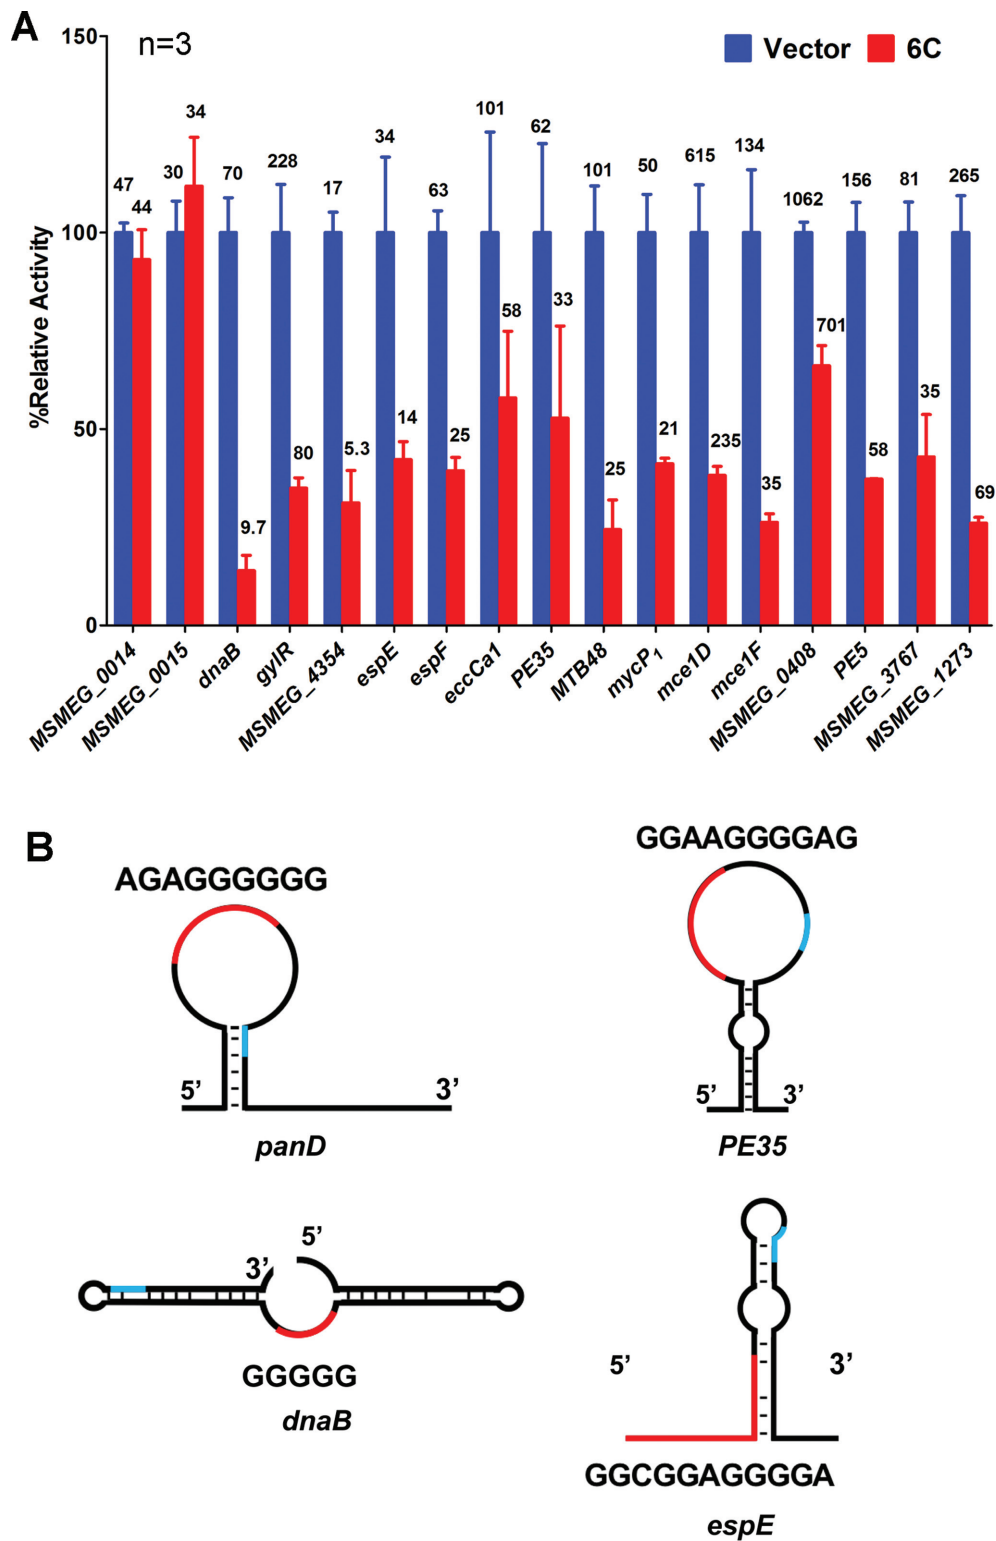 A
n=3
Vector 6C
%Relative Activity
150
100
50
0
47 44 30 34 70 9.7 228 80 17 5.3 34 14 63 25 101 58 62 33 101 25 50 21 615 235 134 35 1062 701 156 58 81 35 265 69
MSMEG_0014
MSMEG_0015
dnaB
gylR
MSMEG_4354
espE
espF
eccCa1
PE35
MTB48
mycP1
mce1D
mce1F
MSMEG_0408
PE5
MSMEG_3767
MSMEG_1273
B
AGAGGGGGG
5’ 3’
panD
GGAAGGGGAG
5’ 3’
PE35
5’
3’
GGGGG
dnaB
5’ 3’
GGCGGAGGGGA
espE